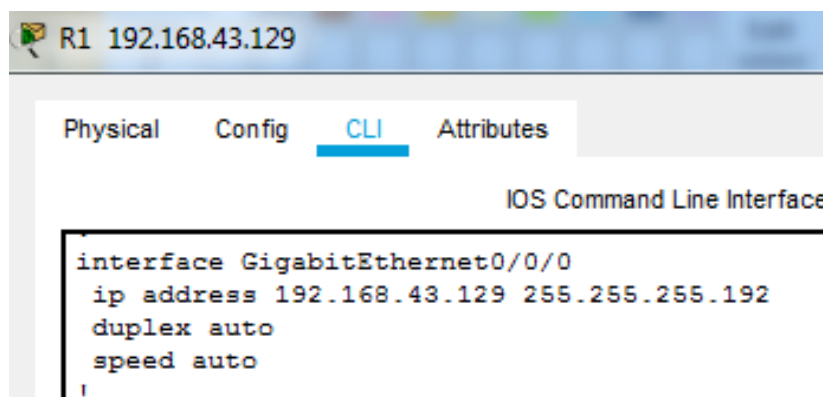 R1 192.168.43.129
Physical Config CLI Attributes
IOS Command Line Interface
interface GigabitEthernet0/0/0
ip address 192.168.43.129 255.255.255.192
duplex auto
speed auto
!